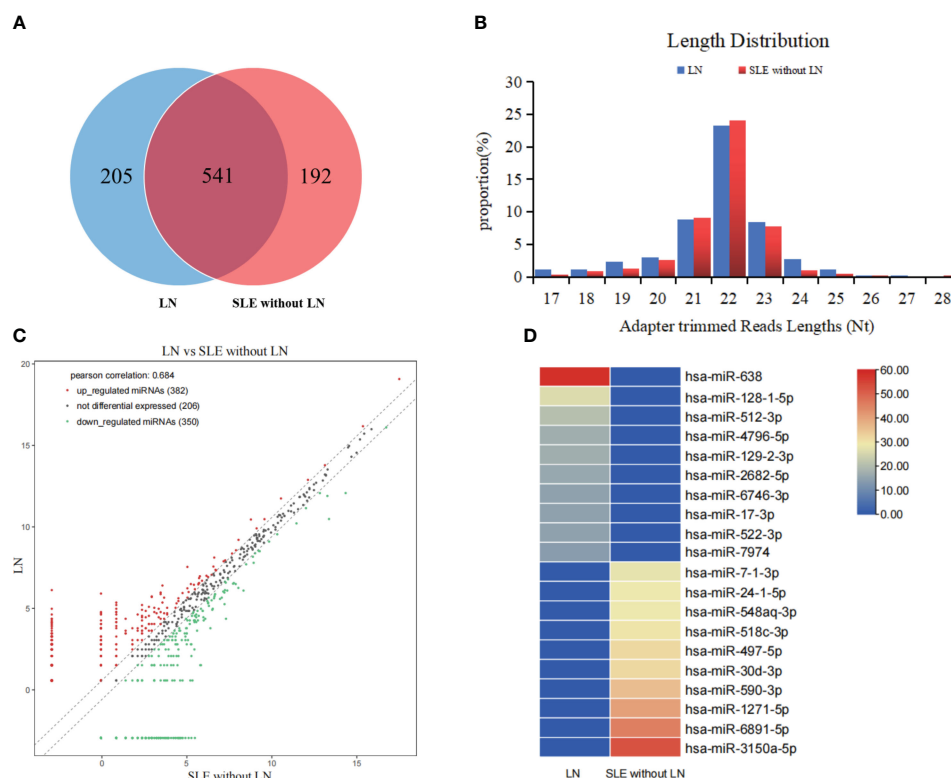 A
205
541
192
LN
SLE without LN
B
Length Distribution
LN
SLE without LN
proportion(%)
30
25
20
15
10
5
0
17 18 19 20 21 22 23 24 25 26 27 28
Adapter trimmed Reads Lengths (Nt)
C
LN vs SLE without LN
pearson correlation: 0.684
up_regulated miRNAs (382)
not differential expressed (206)
down_regulated miRNAs (350)
LN
20
15
10
5
0
0 5 10 15
SLE without LN
D
hsa-miR-638
hsa-miR-128-1-5p
hsa-miR-512-3p
hsa-miR-4796-5p
hsa-miR-129-2-3p
hsa-miR-2682-5p
hsa-miR-6746-3p
hsa-miR-17-3p
hsa-miR-522-3p
hsa-miR-7974
hsa-miR-7-1-3p
hsa-miR-24-1-5p
hsa-miR-548aq-3p
hsa-miR-518c-3p
hsa-miR-497-5p
hsa-miR-30d-3p
hsa-miR-590-3p
hsa-miR-1271-5p
hsa-miR-6891-5p
hsa-miR-3150a-5p
LN SLE without LN
60.00
50.00
40.00
30.00
20.00
10.00
0.00